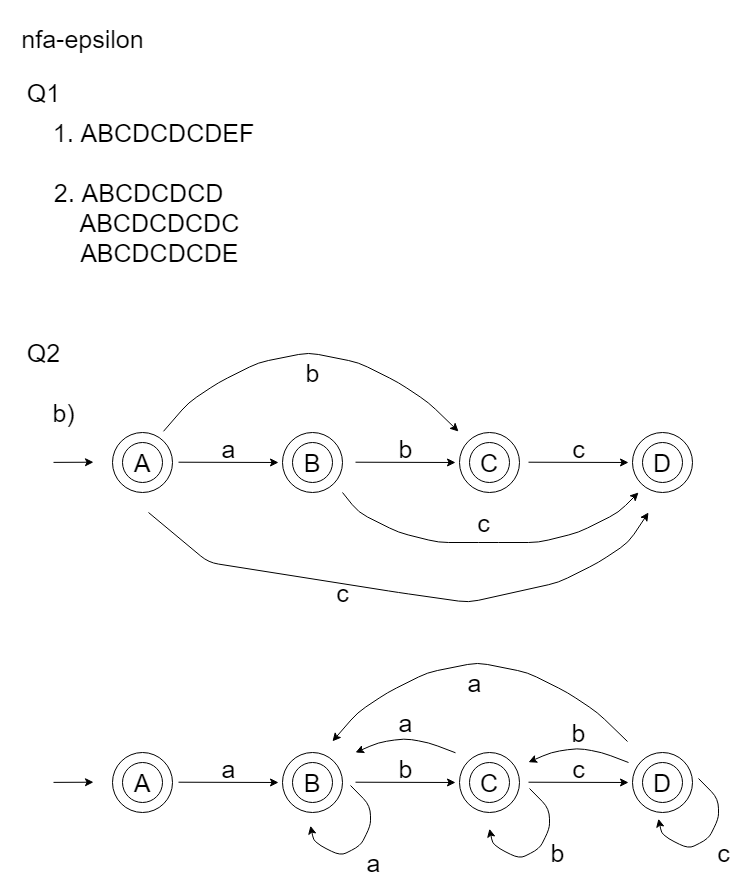 nfa-epsilon
Q1
1. ABCDCDCDEF
2. ABCDCDCD
ABCDCDCDC
ABCDCDCDE
Q2
b
b)
A a B b C c D
c
c
a
a b
A a B b C c D
a b c